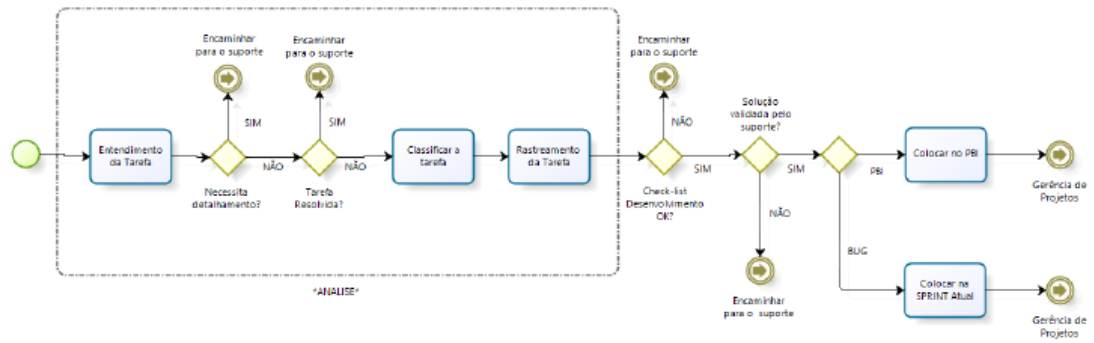 Encaminhar
para o suporte
Encaminhar
para o suporte
SIM
SIM
Entendimento
da Tarefa
NÃO
NÃO
Necessita
detalhamento?
Tarefa
Resolvida?
Classificar a
tarefa
Rastreamento
da Tarefa
*ANALISE*
Encaminhar
para o suporte
NÃO
SIM
Check-list
Desenvolvimento
OK?
Solução
validada pelo
suporte?
SIM
NÃO
Encaminhar
para o suporte
PBI
BUG
Colocar no PBI
Gerência de
Projetos
Colocar na
SPRINT Atual
Gerência de
Projetos